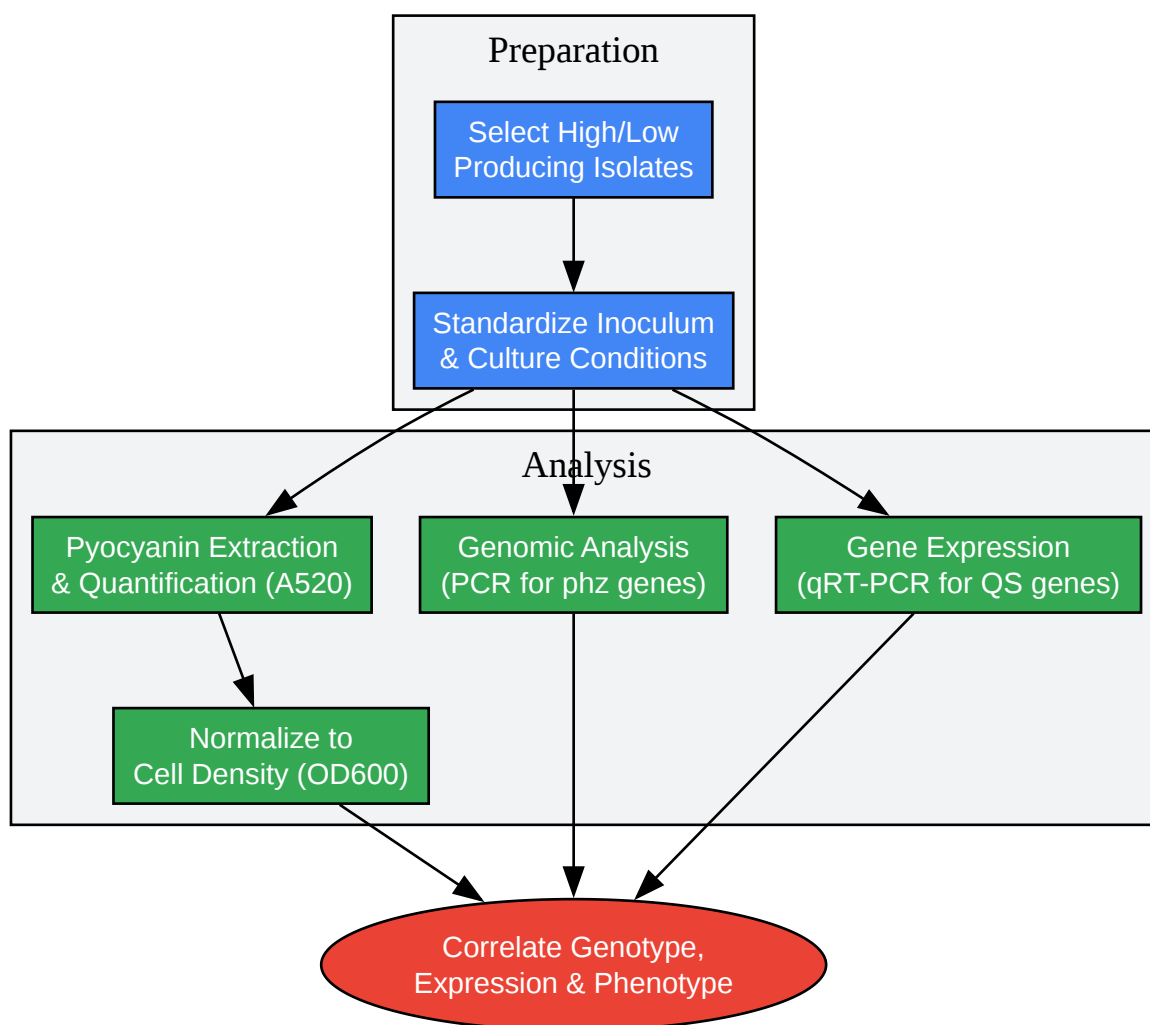 Preparation
Select High/Low
Producing Isolates
Standardize Inoculum
& Culture Conditions
Analysis
Pyocyanin Extraction
& Quantification (A520)
Genomic Analysis
(PCR for phz genes)
Gene Expression
(qRT-PCR for QS genes)
Normalize to
Cell Density (OD600)
Correlate Genotype,
Expression & Phenotype